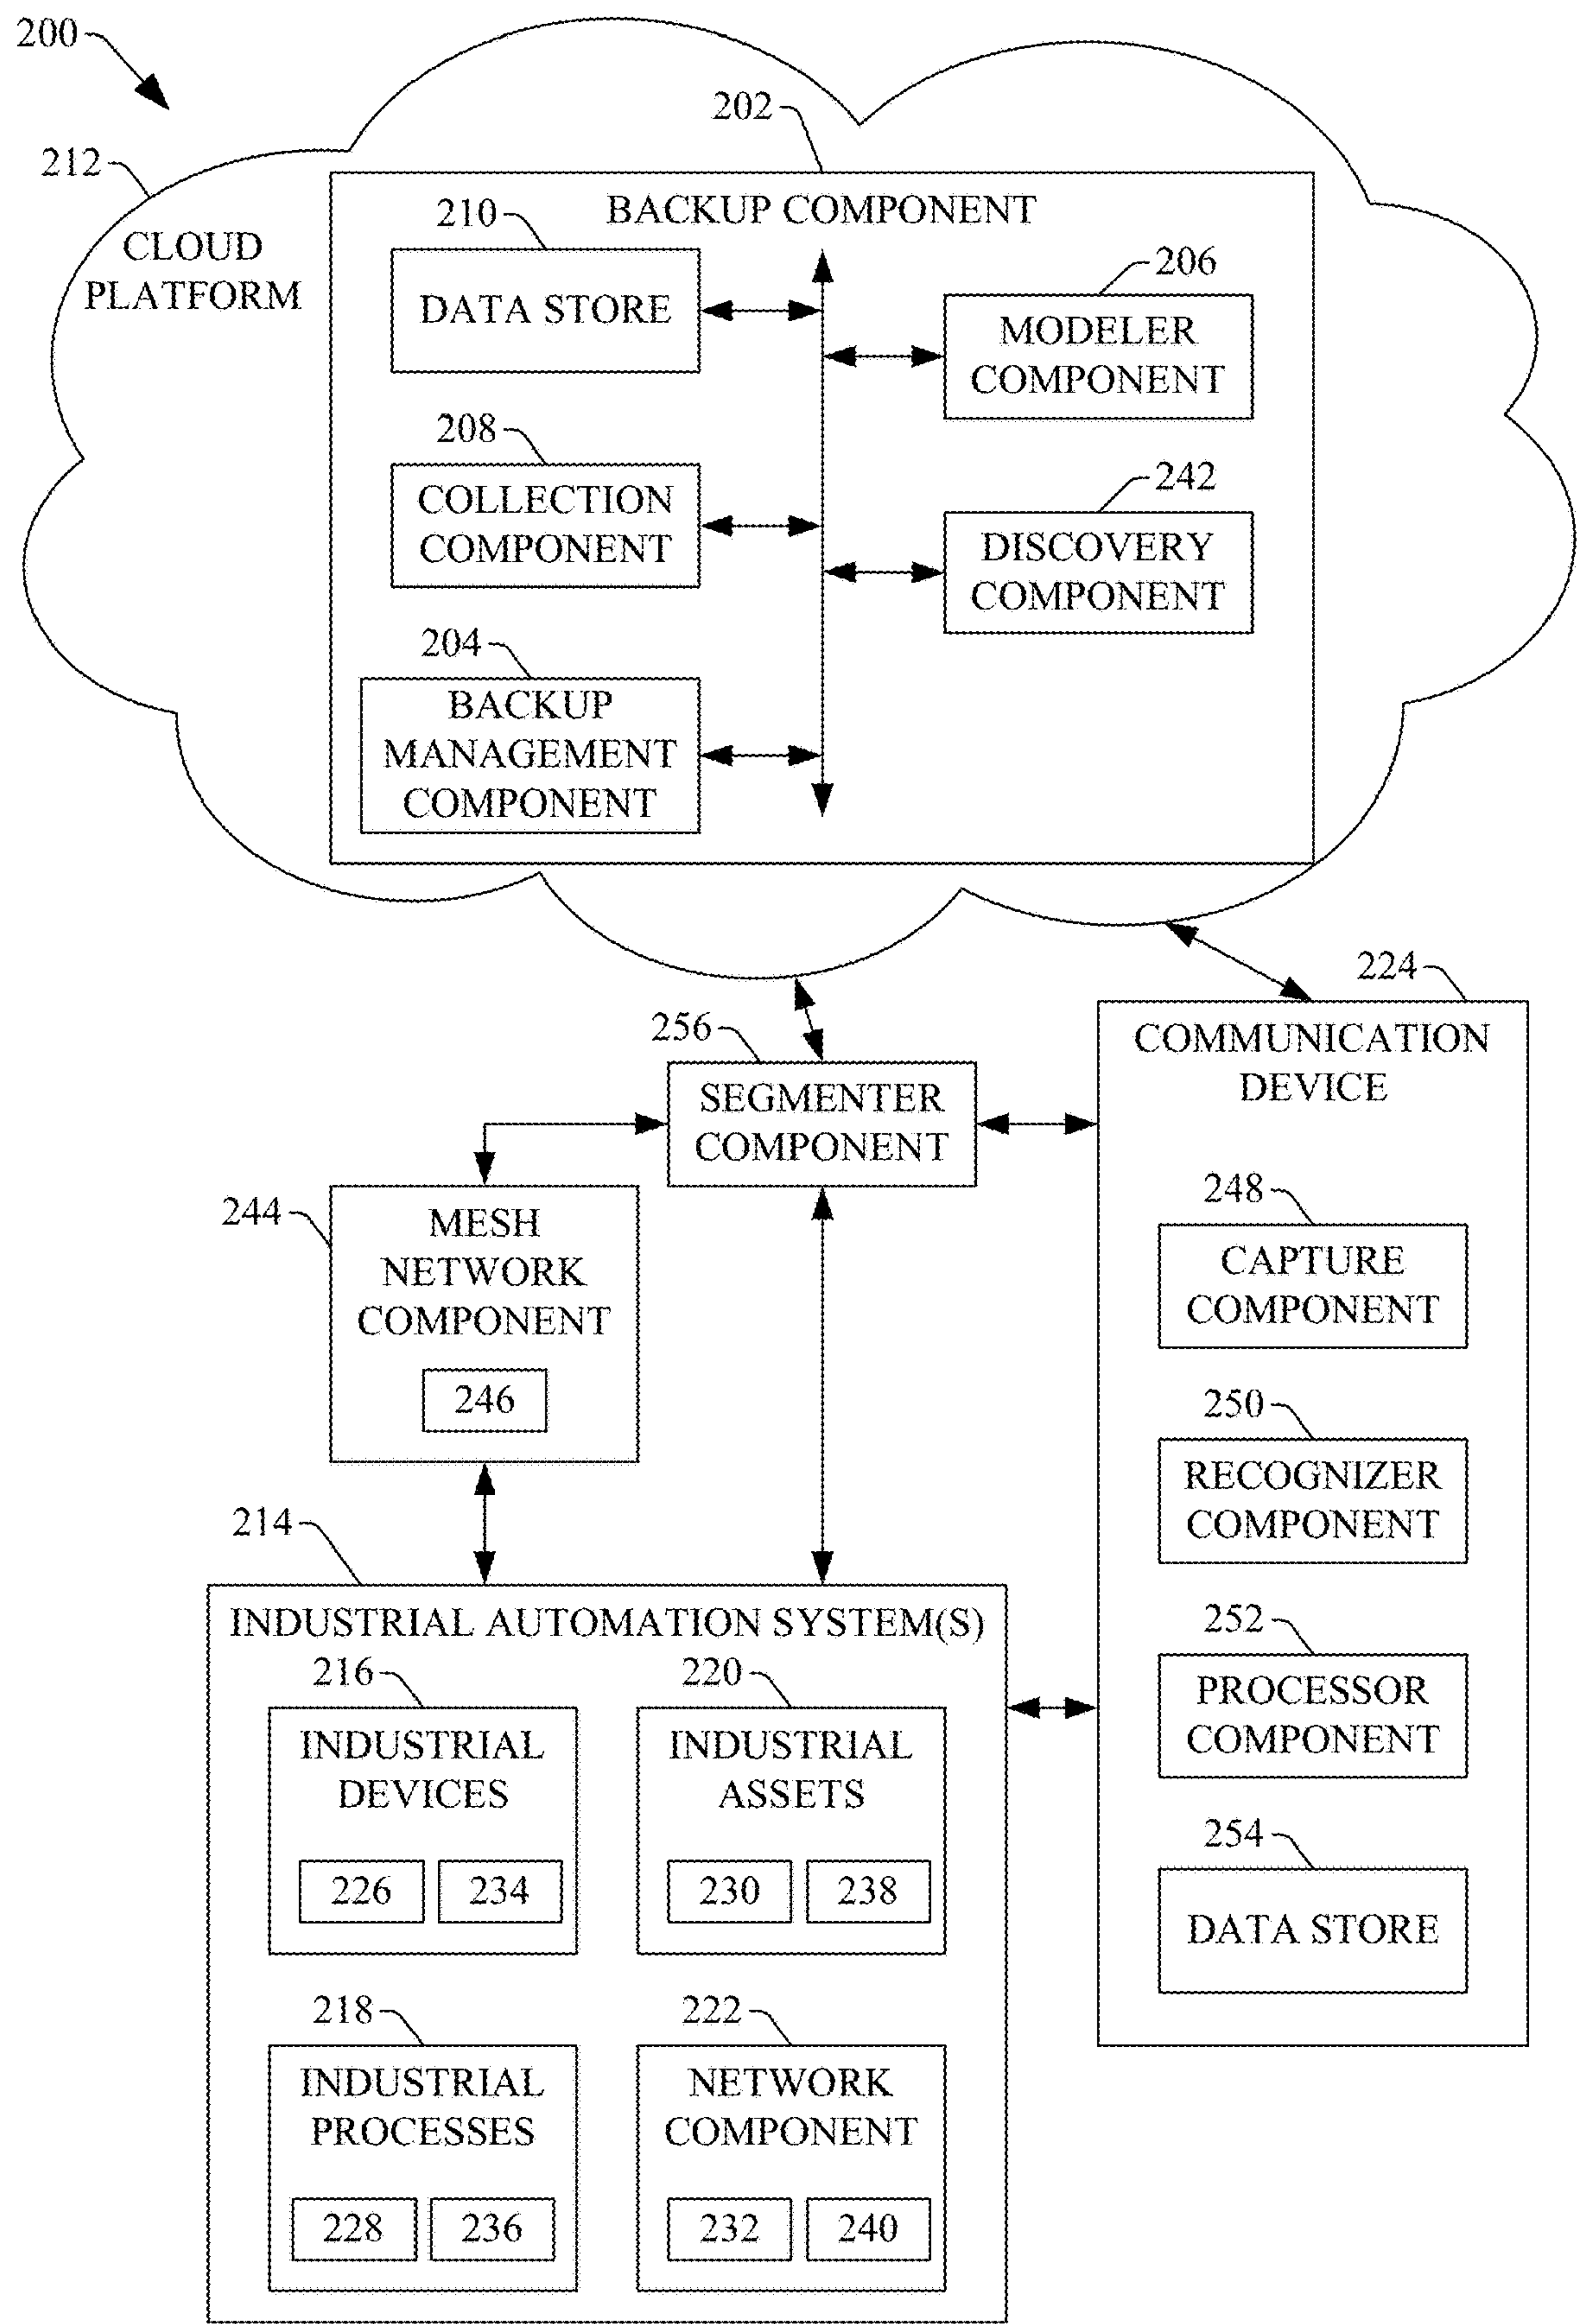 200
202
212
CLOUD
PLATFORM
BACKUP COMPONENT
210
DATA STORE
206
MODELER
COMPONENT
208
COLLECTION
COMPONENT
242
DISCOVERY
COMPONENT
204
BACKUP
MANAGEMENT
COMPONENT
256
SEGMENTER
COMPONENT
224
COMMUNICATION
DEVICE
244
MESH
NETWORK
COMPONENT
246
248
CAPTURE
COMPONENT
250
RECOGNIZER
COMPONENT
252
PROCESSOR
COMPONENT
254
DATA STORE
214
INDUSTRIAL AUTOMATION SYSTEM(S)
216
INDUSTRIAL
DEVICES
226
234
220
INDUSTRIAL
ASSETS
230
238
218
INDUSTRIAL
PROCESSES
228
236
222
NETWORK
COMPONENT
232
240